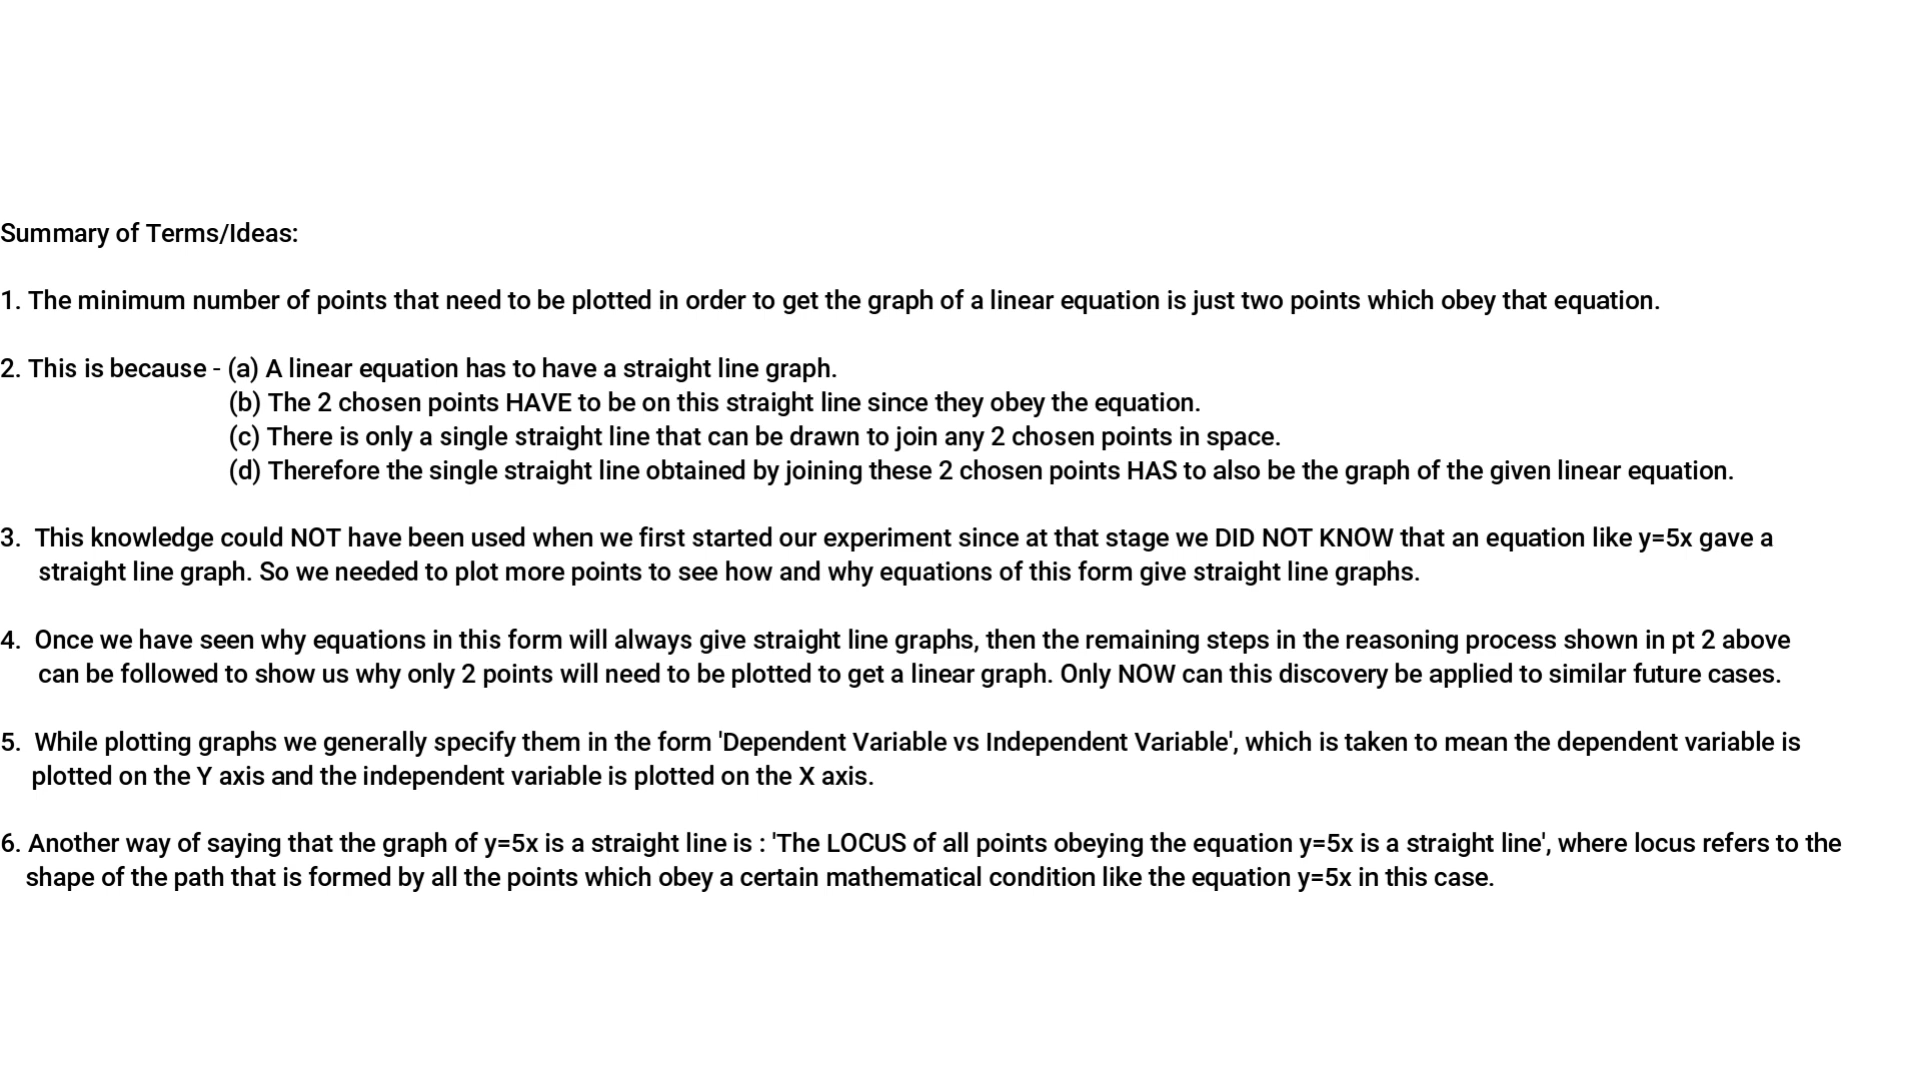 Summary of Terms/Ideas:
1. The minimum number of points that need to be plotted in order to get the graph of a linear equation is just two points which obey that equation.
2. This is because - (a) A linear equation has to have a straight line graph.
(b) The 2 chosen points HAVE to be on this straight line since they obey the equation.
(c) There is only a single straight line that can be drawn to join any 2 chosen points in space.
(d) Therefore the single straight line obtained by joining these 2 chosen points HAS to also be the graph of the given linear equation.
3. This knowledge could NOT have been used when we first started our experiment since at that stage we DID NOT KNOW that an equation like y=5x gave a
straight line graph. So we needed to plot more points to see how and why equations of this form give straight line graphs.
4. Once we have seen why equations in this form will always give straight line graphs, then the remaining steps in the reasoning process shown in pt 2 above
can be followed to show us why only 2 points will need to be plotted to get a linear graph. Only NOW can this discovery be applied to similar future cases.
5. While plotting graphs we generally specify them in the form 'Dependent Variable vs Independent Variable', which is taken to mean the dependent variable is
plotted on the Y axis and the independent variable is plotted on the X axis.
6. Another way of saying that the graph of y=5x is a straight line is : 'The LOCUS of all points obeying the equation y=5x is a straight line', where locus refers to the
shape of the path that is formed by all the points which obey a certain mathematical condition like the equation y=5x in this case.